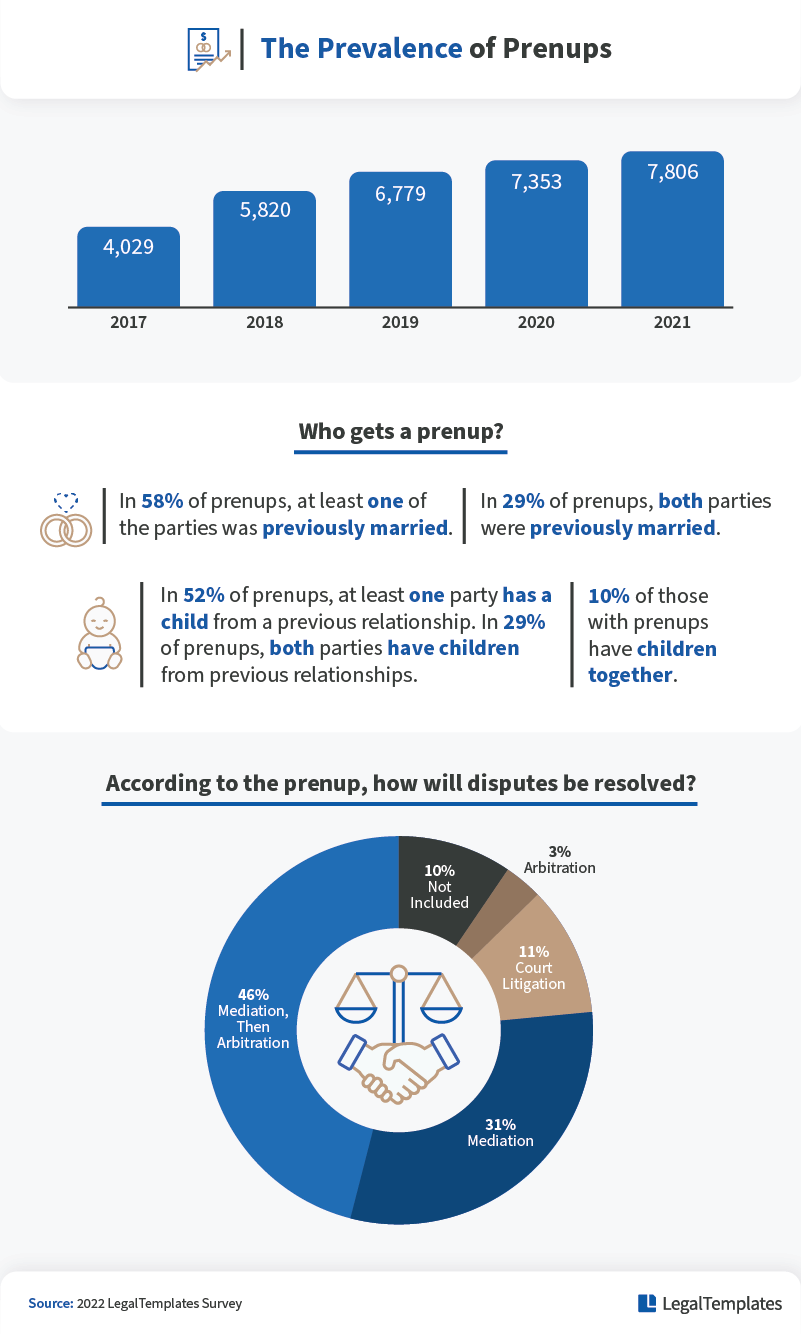 $
The Prevalence of Prenups
4,029
5,820
6,779
7,353
7,806
2017
2018
2019
2020
2021
Who gets a prenup?
In 58% of prenups, at least one of
the parties was previously married.
In 29% of prenups, both parties
were previously married.
In 52% of prenups, at least one party has a
child from a previous relationship. In 29%
of prenups, both parties have children
from previous relationships.
10% of those
with prenups
have children
together.
According to the prenup, how will disputes be resolved?
10%
Not
Included
3%
Arbitration
11%
Court
Litigation
46%
Mediation,
Then
Arbitration
31%
Mediation
Source: 2022 LegalTemplates Survey
LegalTemplates